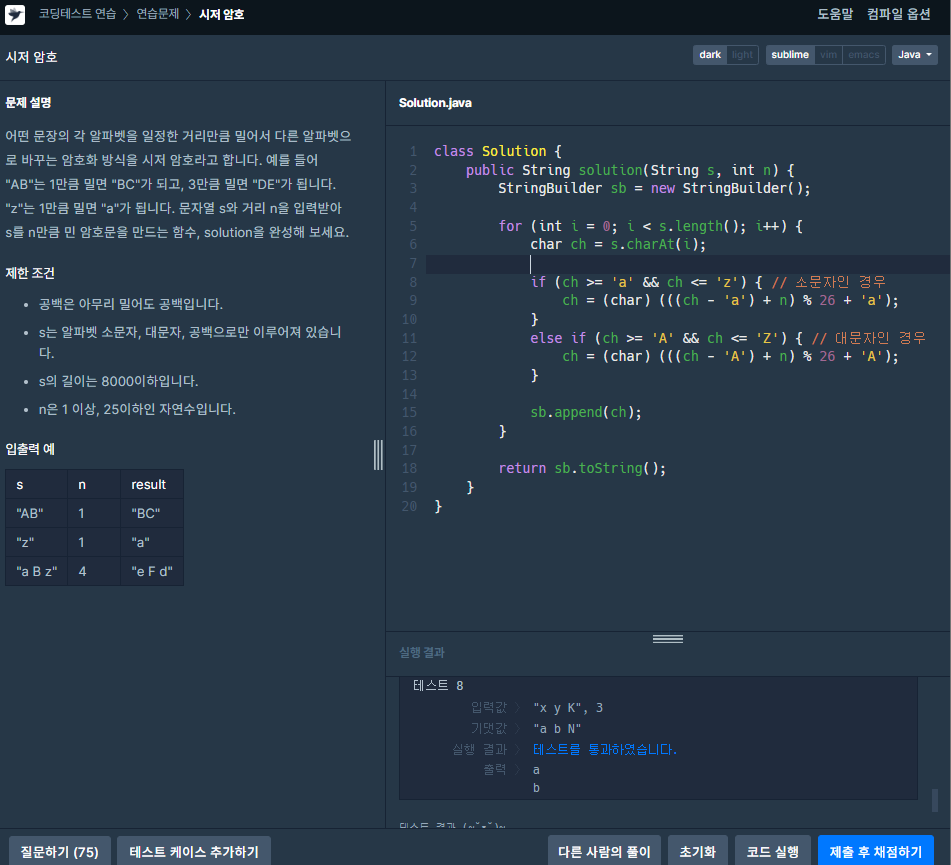 코딩테스트 연습 > 연습문제 > 시저 암호 도움말 컴파일 옵션
시저 암호 dark light sublime vim emacs Java
문제 설명
어떤 문장의 각 알파벳을 일정한 거리만큼 밀어서 다른 알파벳으
로 바꾸는 암호화 방식을 시저 암호라고 합니다. 예를 들어
"AB"는 1만큼 밀면 "BC"가 되고, 3만큼 밀면 "DE"가 됩니다.
"z"는 1만큼 밀면 "a"가 됩니다. 문자열 s와 거리 n을 입력받아
s를 n만큼 민 암호문을 만드는 함수, solution을 완성해 보세요.
제한 조건
• 공백은 아무리 밀어도 공백입니다.
• s는 알파벳 소문자, 대문자, 공백으로만 이루어져 있습니
다.
• s의 길이는 8000이하입니다.
• n은 1 이상, 25이하인 자연수입니다.
입출력 예
s n result
"AB" 1 "BC"
"z" 1 "a"
"a B z" 4 "e F d"
Solution.java
1 class Solution {
2 public String solution(String s, int n) {
3 StringBuilder sb = new StringBuilder();
4
5 for (int i = 0; i < s.length(); i++) {
6 char ch = s.charAt(i);
7
8 if (ch >= 'a' && ch <= 'z') { // 소문자인 경우
9 ch = (char) (((ch - 'a') + n) % 26 + 'a');
10 }
11 else if (ch >= 'A' && ch <= 'Z') { // 대문자인 경우
12 ch = (char) (((ch - 'A') + n) % 26 + 'A');
13 }
14
15 sb.append(ch);
16 }
17
18 return sb.toString();
19 }
20 }
실행 결과
테스트 8
입력값 > "x y K", 3
기댓값 > "a b N"
실행 결과 > 테스트를 통과하였습니다.
출력 > a
b
테스트 결과
질문하기 (75) 테스트 케이스 추가하기 다른 사람의 풀이 초기화 코드 실행 제출 후 채점하기